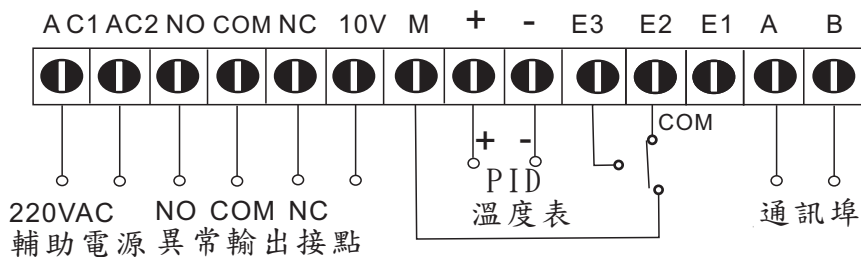 AC1 AC2 NO COM NC 10V M + - E3 E2 E1 A B
COM
+ -
PID
220VAC NO COM NC 溫度表 通訊埠
輔助電源 異常輸出接點